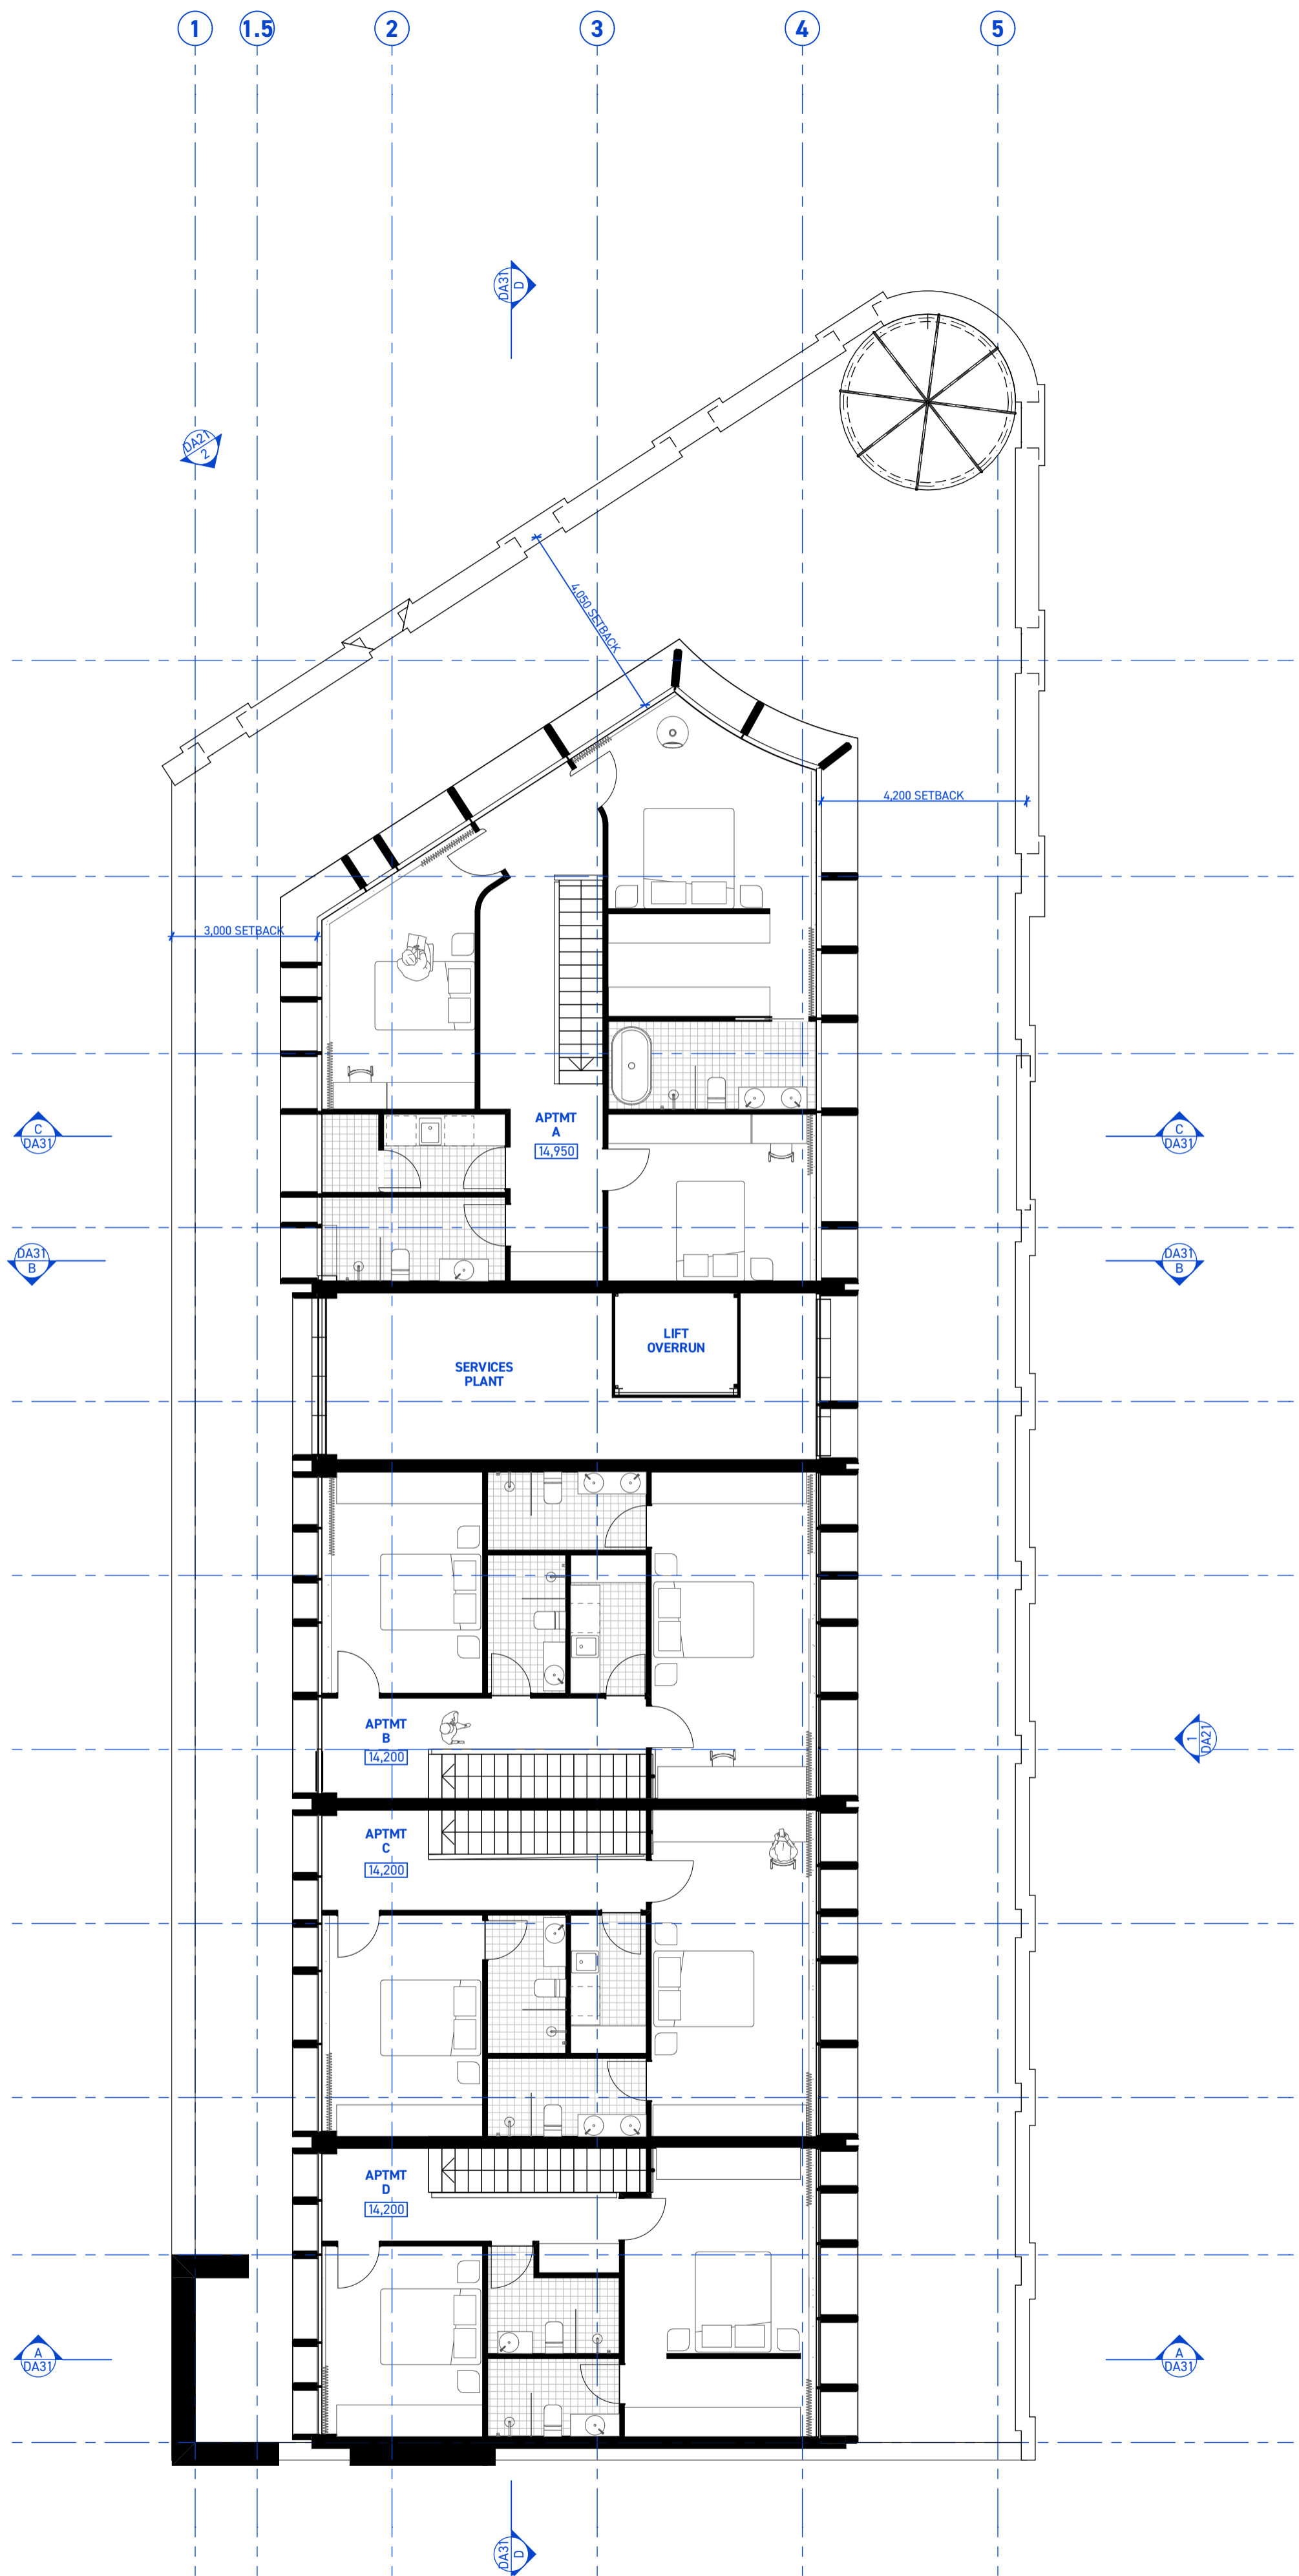 1
1.5
2
3
4
5
DA31
D
DA21
2
4,050 SETBACK
4,200 SETBACK
3,000 SETBACK
APTMT
A
14,950
C
DA31
C
DA31
DA31
B
DA31
B
LIFT
OVERRUN
SERVICES
PLANT
APTMT
B
14,200
1
DA21
APTMT
C
14,200
APTMT
D
14,200
A
DA31
A
DA31
DA31
D